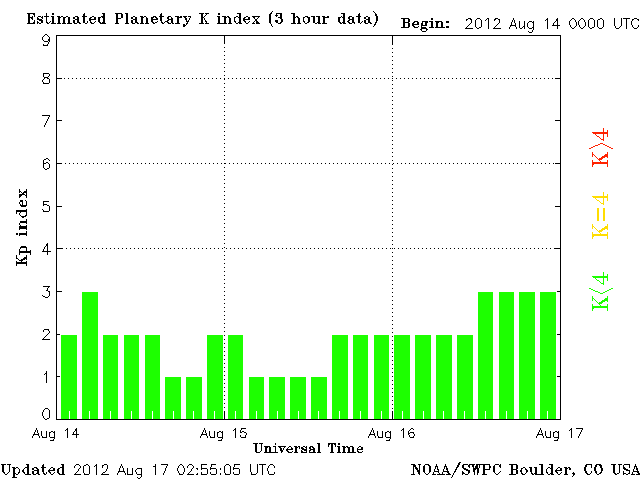 Estimated Planetary K index (3 hour data) Begin: 2012 Aug 14 0000 UTC
9
8
7
6
5
4
3
2
1
0
Kp index
K>4
K=4
K<4
Aug 14 Aug 15 Aug 16 Aug 17
Universal Time
Updated 2012 Aug 17 02:55:05 UTC NOAA/SWPC Boulder, CO USA